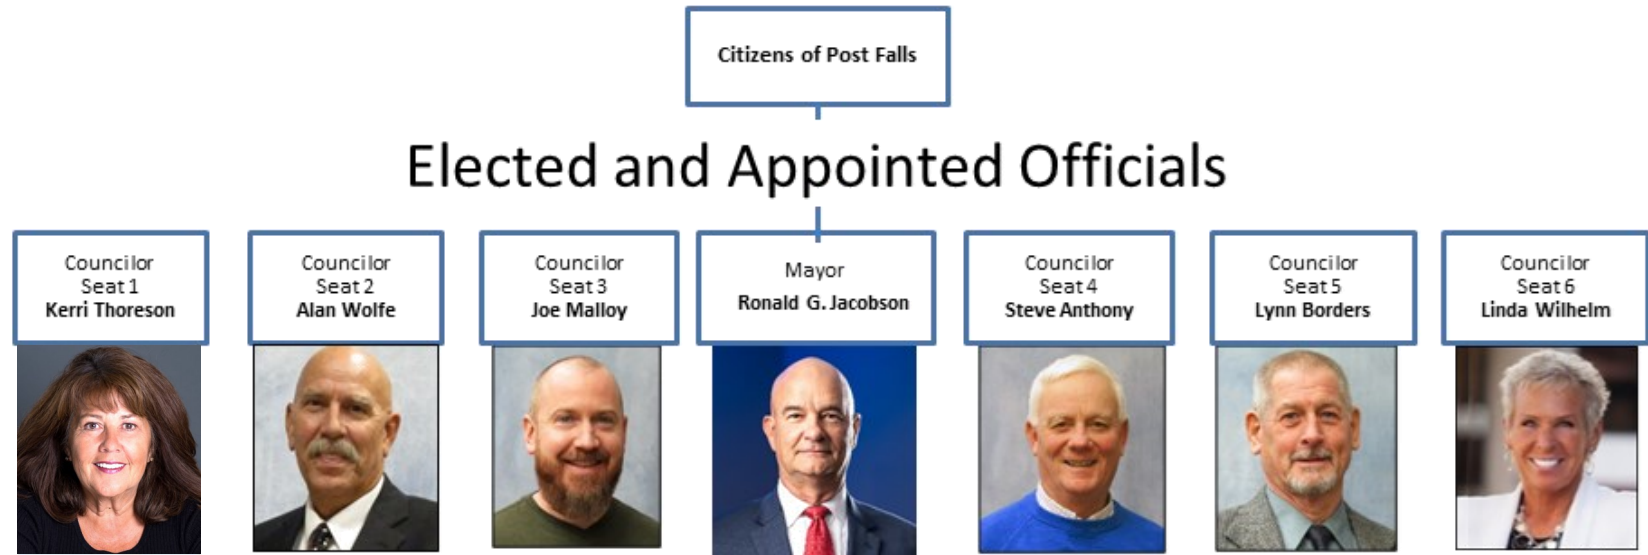 Citizens of Post Falls
Elected and Appointed Officials
Councilor
Seat 1
Kerri Thoreson
Councilor
Seat 2
Alan Wolfe
Councilor
Seat 3
Joe Malloy
Mayor
Ronald G. Jacobson
Councilor
Seat 4
Steve Anthony
Councilor
Seat 5
Lynn Borders
Councilor
Seat 6
Linda Wilhelm